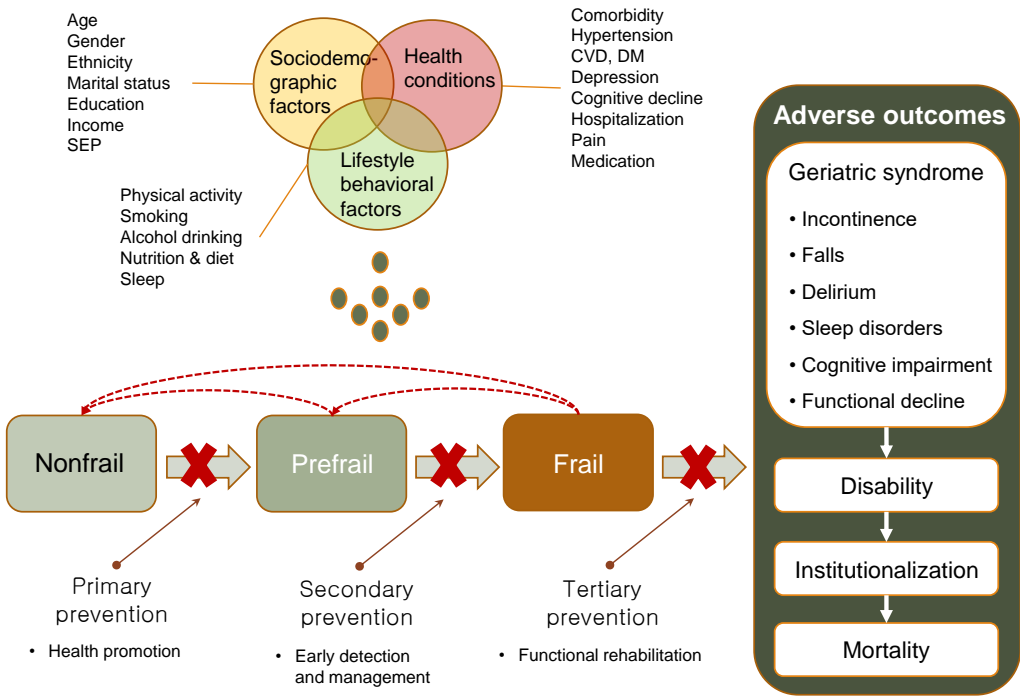 Age
Gender
Ethnicity
Marital status
Education
Income
SEP
Sociodemo-
graphic
factors
Health
conditions
Lifestyle
behavioral
factors
Comorbidity
Hypertension
CVD, DM
Depression
Cognitive decline
Hospitalization
Pain
Medication
Physical activity
Smoking
Alcohol drinking
Nutrition & diet
Sleep
Nonfrail
Prefrail
Frail
Primary
prevention
• Health promotion
Secondary
prevention
• Early detection
and management
Tertiary
prevention
• Functional rehabilitation
Adverse outcomes
Geriatric syndrome
• Incontinence
• Falls
• Delirium
• Sleep disorders
• Cognitive impairment
• Functional decline
Disability
Institutionalization
Mortality